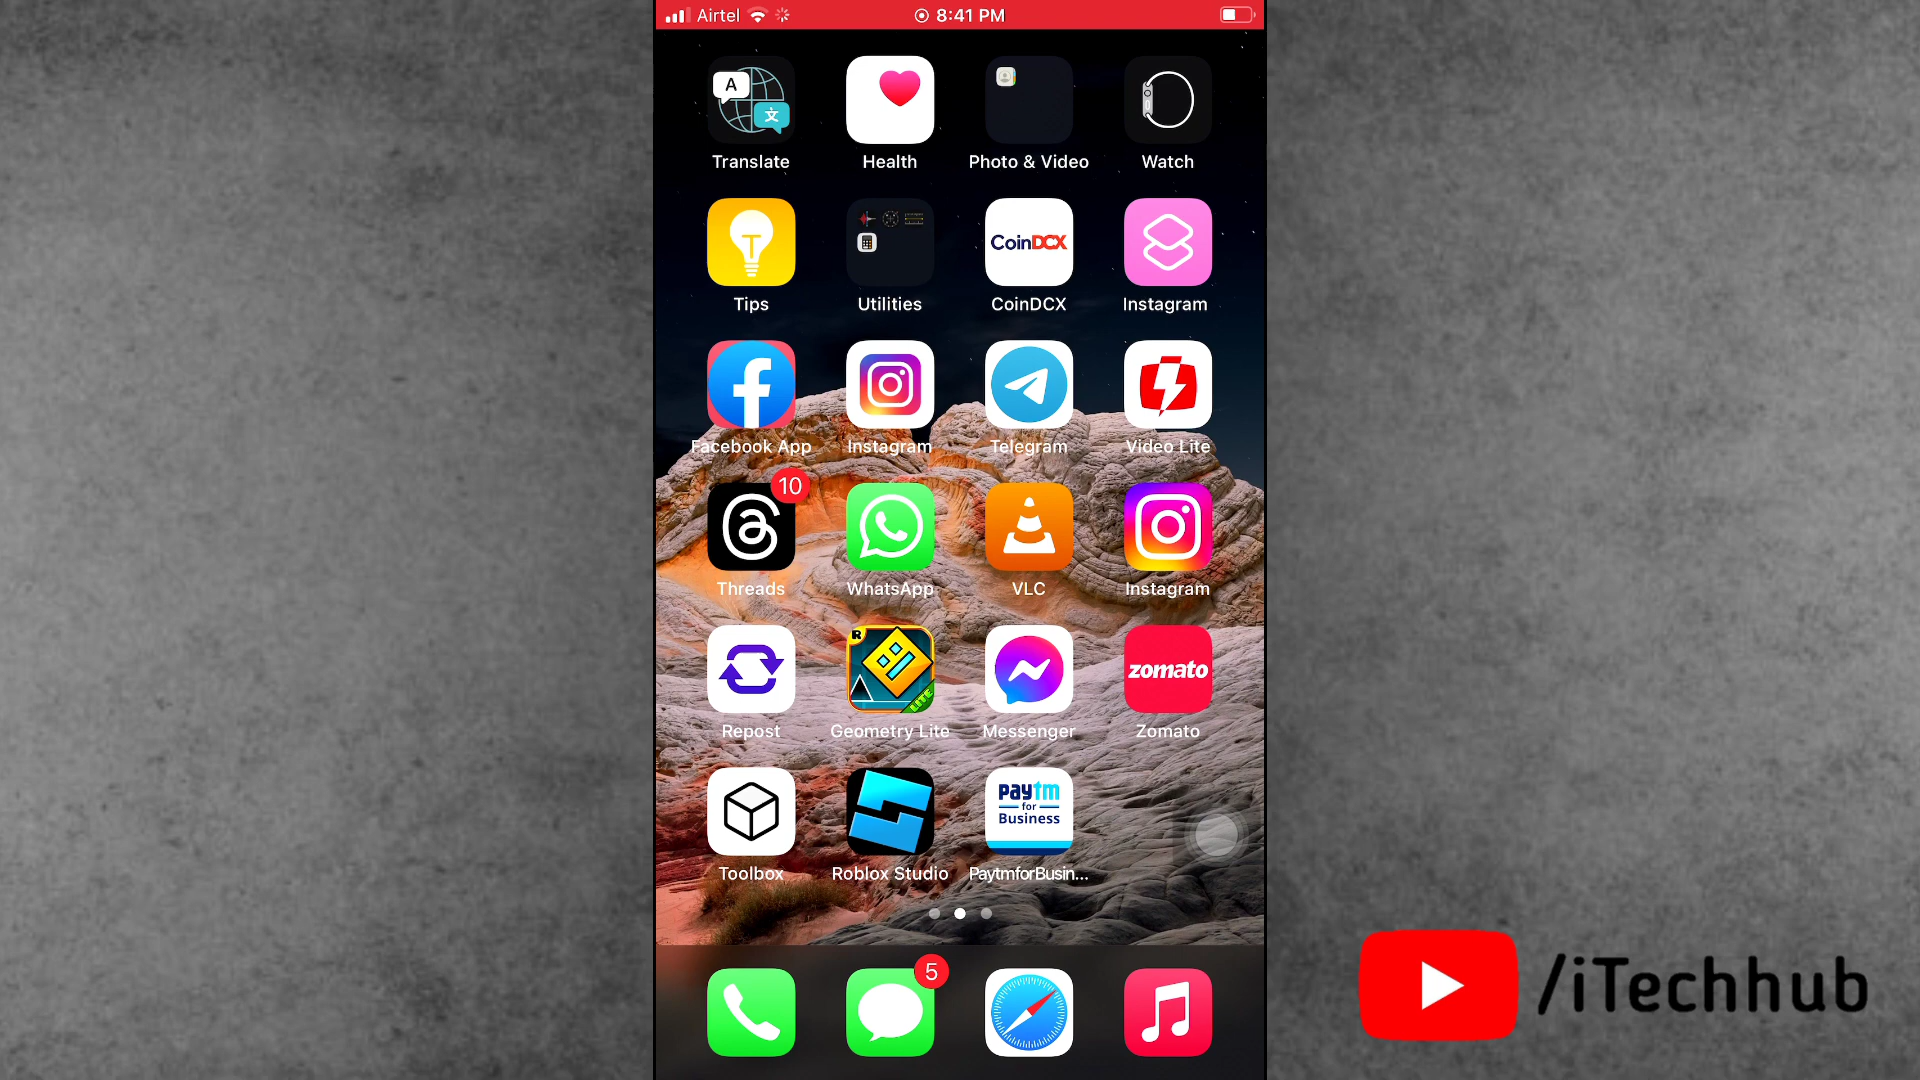 Airtel 8:41 PM
A 文
Translate Health Photo & Video Watch
CoinDCX
Tips Utilities CoinDCX Instagram
Facebook App Instagram Telegram Video Lite
10
Threads WhatsApp VLC Instagram
R
LITE
zomato
Repost Geometry Lite Messenger Zomato
paytm
for
Business
Toolbox Roblox Studio PaytmforBusin...
5
/iTechhub